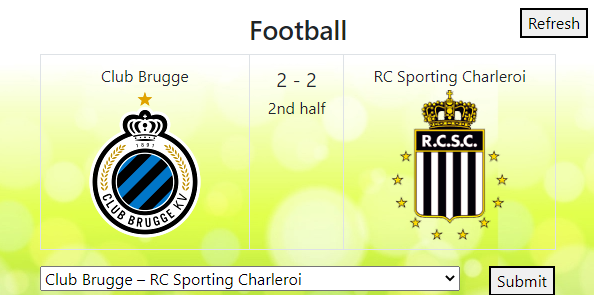 Football
Refresh
Club Brugge
2 - 2
RC Sporting Charleroi
2nd half
1891
CLUB BRUGGE KV
R.C.S.C.
Club Brugge – RC Sporting Charleroi
Submit